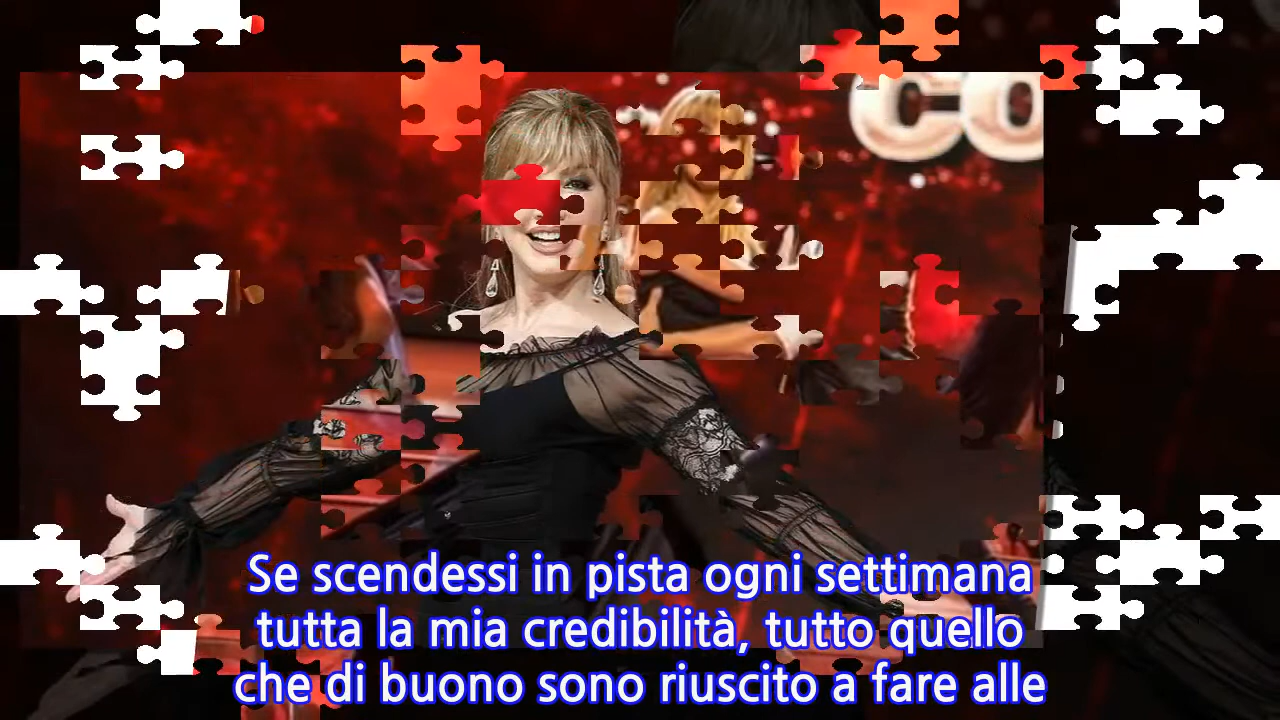 CO
Se scendessi in pista ogni settimana
tutta la mia credibilità, tutto quello
che di buono sono riuscito a fare alle